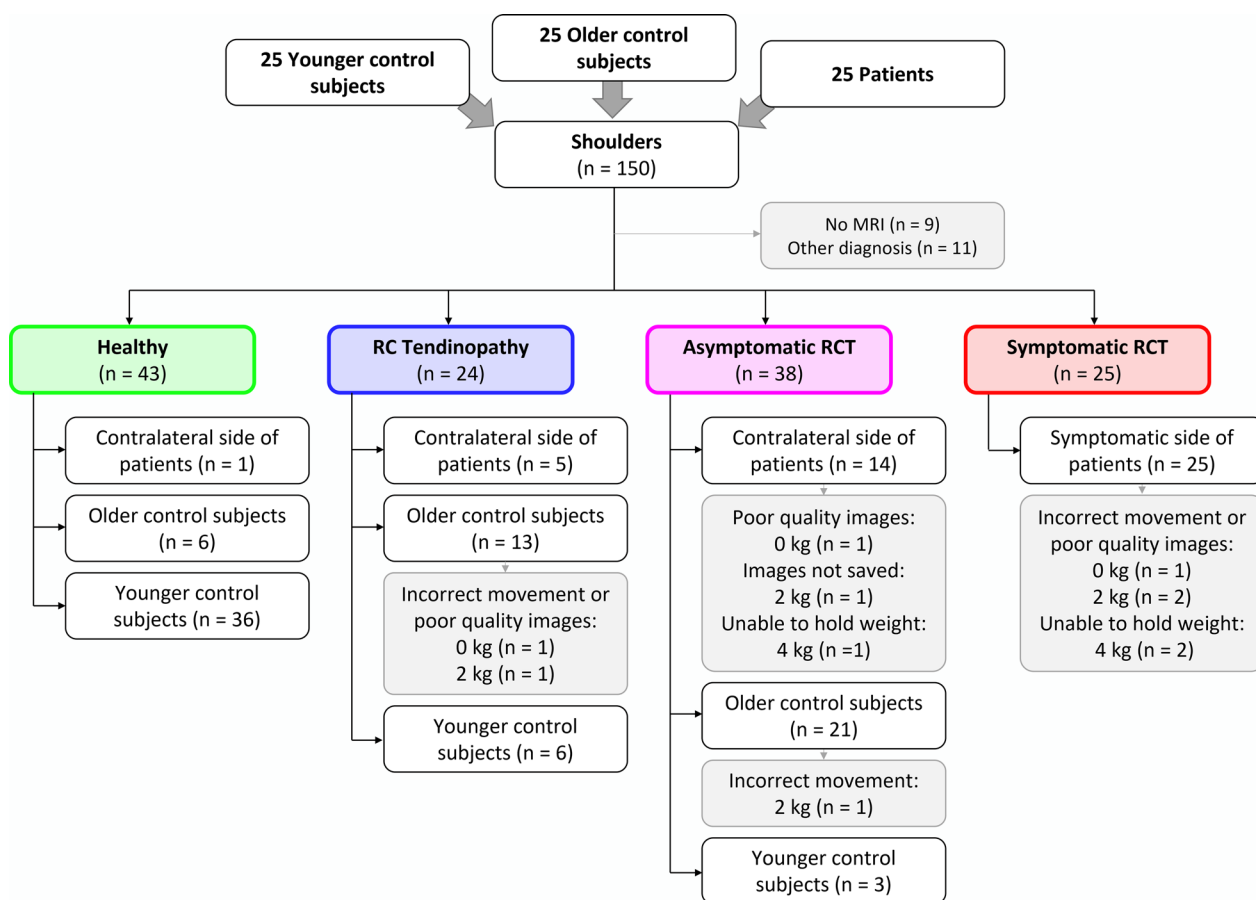 25 Younger control
subjects
25 Older control
subjects
25 Patients
Shoulders
(n = 150)
No MRI (n = 9)
Other diagnosis (n = 11)
Healthy
(n = 43)
Contralateral side of
patients (n = 1)
Older control subjects
(n = 6)
Younger control
subjects (n = 36)
RC Tendinopathy
(n = 24)
Contralateral side of
patients (n = 5)
Older control subjects
(n = 13)
Incorrect movement or
poor quality images:
0 kg (n = 1)
2 kg (n = 1)
Younger control
subjects (n = 6)
Asymptomatic RCT
(n = 38)
Contralateral side of
patients (n = 14)
Poor quality images:
0 kg (n = 1)
Images not saved:
2 kg (n = 1)
Unable to hold weight:
4 kg (n =1)
Older control subjects
(n = 21)
Incorrect movement:
2 kg (n = 1)
Younger control
subjects (n = 3)
Symptomatic RCT
(n = 25)
Symptomatic side of
patients (n = 25)
Incorrect movement or
poor quality images:
0 kg (n = 1)
2 kg (n = 2)
Unable to hold weight:
4 kg (n = 2)